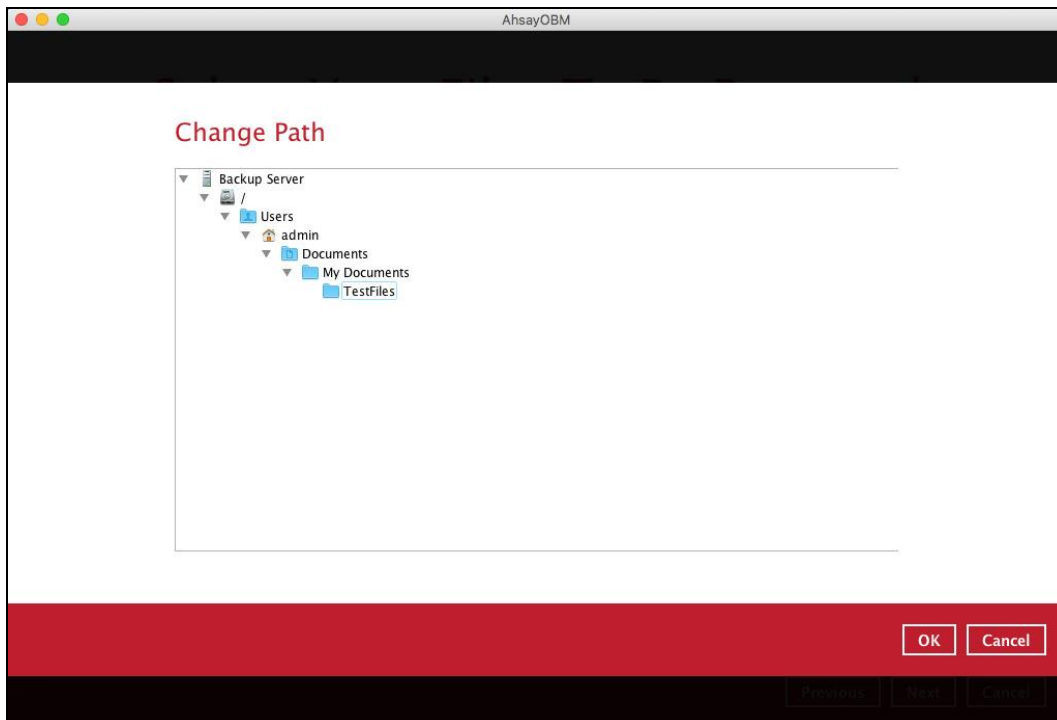 AhsayOBM
Change Path
Backup Server
/
Users
admin
Documents
My Documents
TestFiles
OK
Cancel
Previous
Next
Cancel